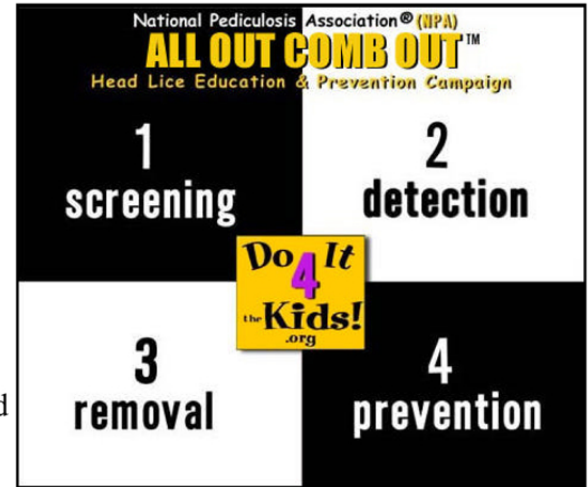 National Pediculosis Association® (NPA)
ALL OUT COMB OUT™
Head Lice Education & Prevention Campaign
1
screening
2
detection
Do 4 It
the Kids!
.org
3
removal
4
prevention